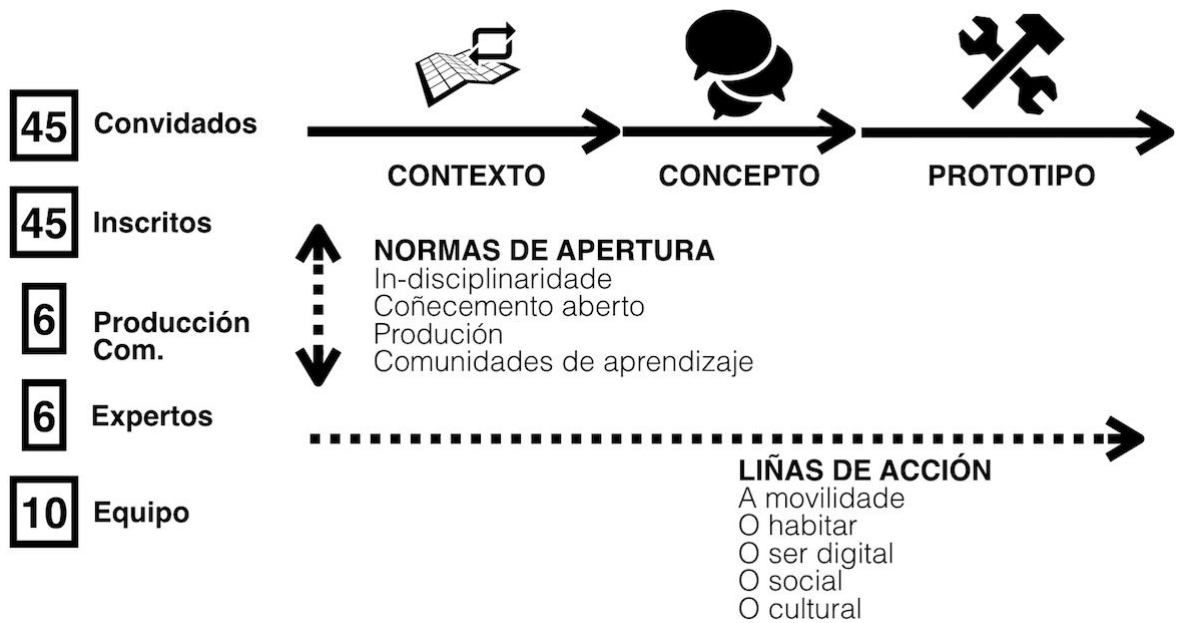 45 Convidados
45 Inscritos
6 Producción
Com.
6 Expertos
10 Equipo
CONTEXTO
CONCEPTO
PROTOTIPO
NORMAS DE APERTURA
In-disciplinaridade
Coñecemento aberto
Produción
Comunidades de aprendizaje
LIÑAS DE ACCIÓN
A movilidade
O habitar
O ser digital
O social
O cultural